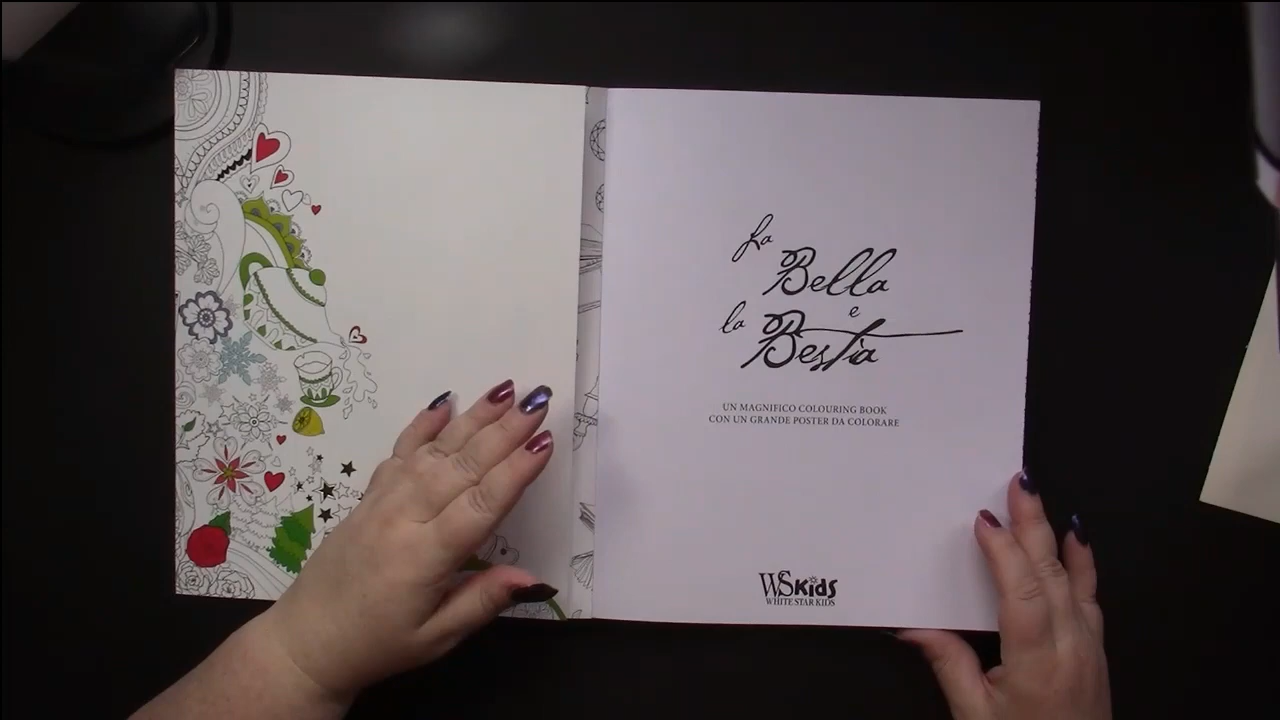 La
Bella
e
la
Bestia
UN MAGNIFICO COLOURING BOOK
CON UN GRANDE POSTER DA COLORARE
WSKidS
WHITE STAR KIDS